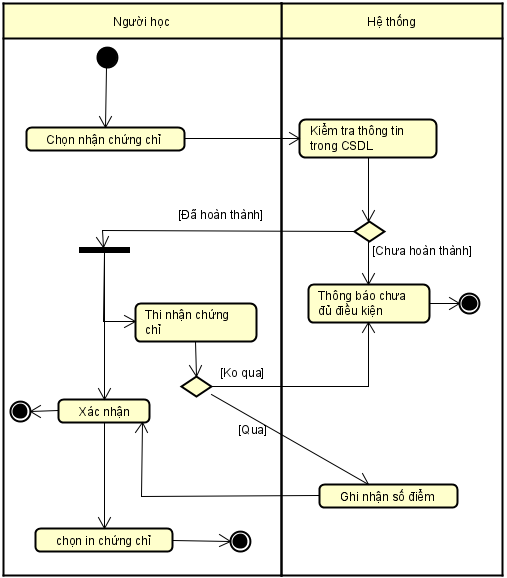 Người học
Hệ thống
Chọn nhận chứng chỉ
Kiểm tra thông tin
trong CSDL
[Đã hoàn thành]
[Chưa hoàn thành]
Thông báo chưa
đủ điều kiện
Thi nhận chứng
chỉ
[Ko qua]
Xác nhận
[Qua]
Ghi nhận số điểm
chọn in chứng chỉ